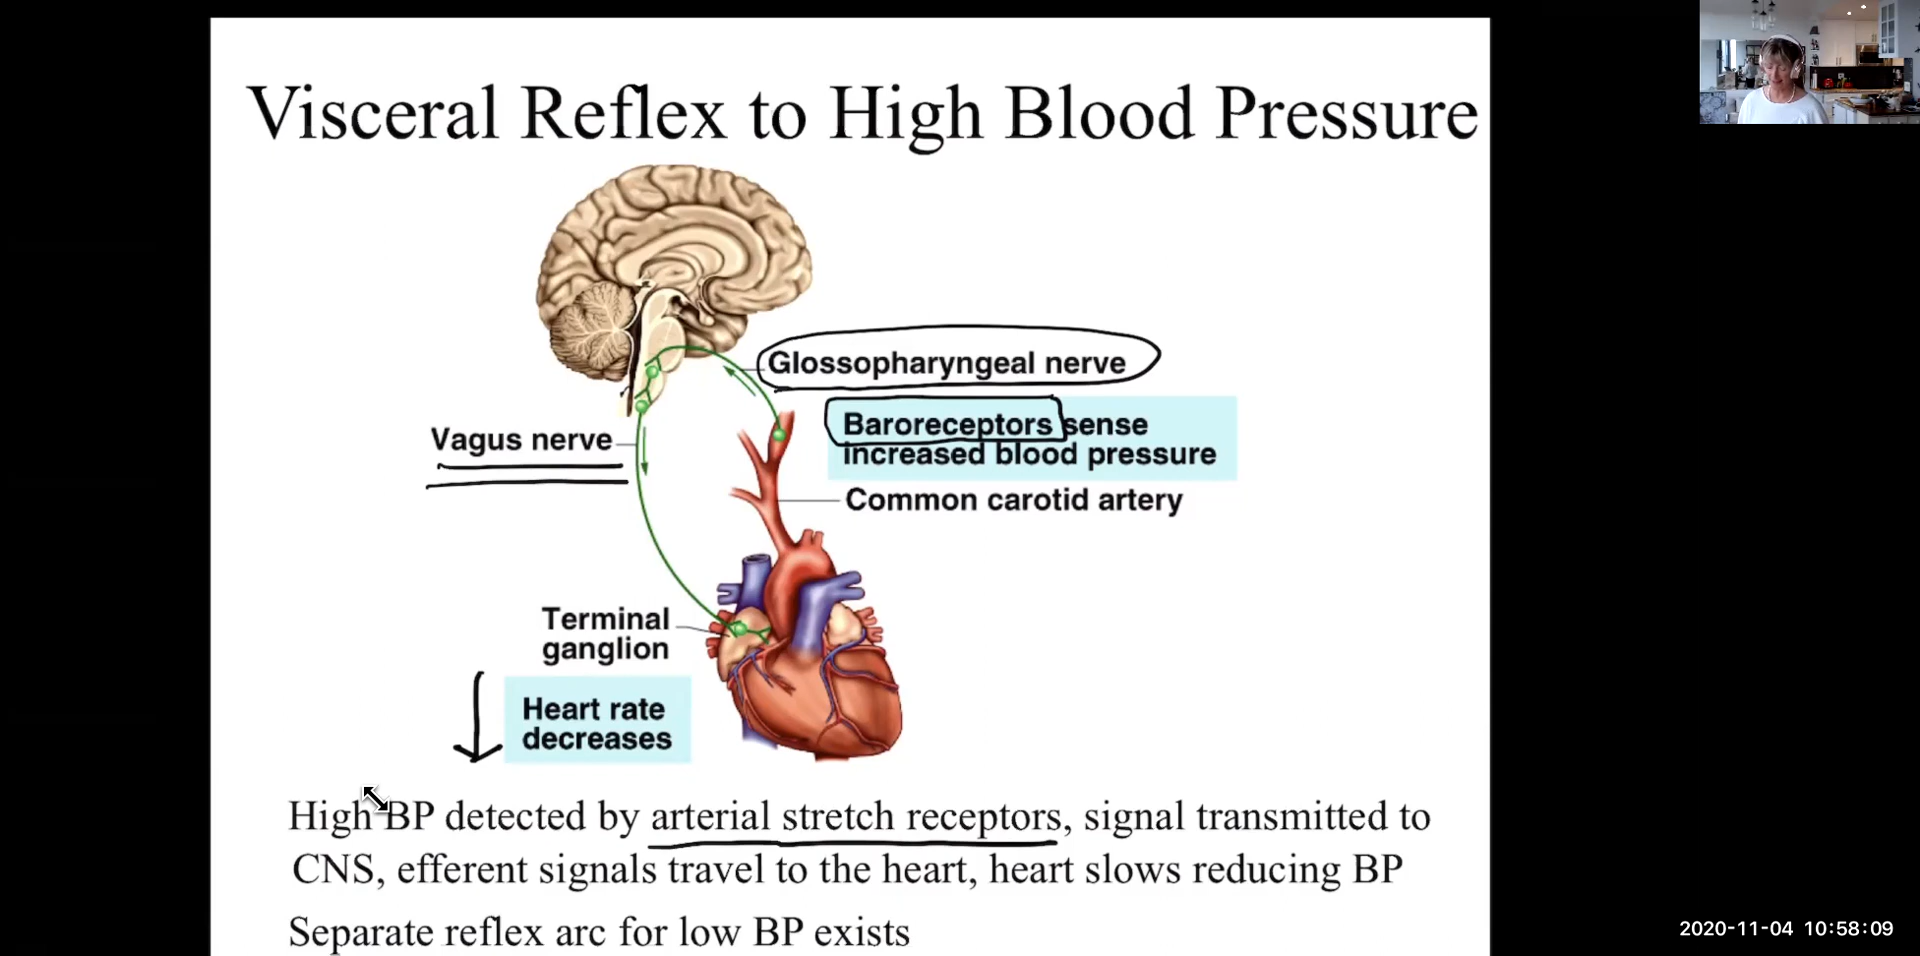 Visceral Reflex to High Blood Pressure
Glossopharyngeal nerve
Baroreceptors sense
increased blood pressure
Vagus nerve
Common carotid artery
Terminal
ganglion
Heart rate
decreases
High BP detected by arterial stretch receptors, signal transmitted to
CNS, efferent signals travel to the heart, heart slows reducing BP
Separate reflex arc for low BP exists
2020-11-04 10:58:09